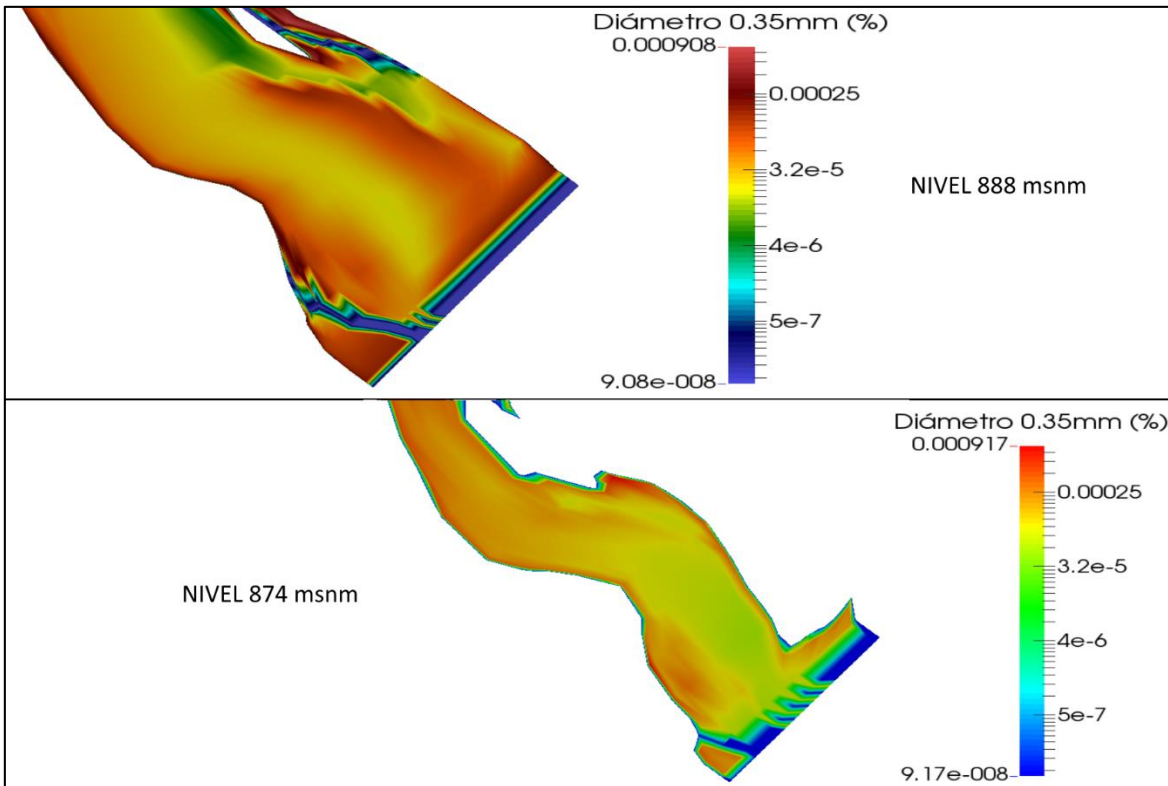 Diámetro 0.35mm (%)
0.000908
0.00025
3.2e-5
4e-6
5e-7
9.08e-008
NIVEL 888 msnm
Diámetro 0.35mm (%)
0.000917
0.00025
3.2e-5
4e-6
5e-7
9.17e-008
NIVEL 874 msnm